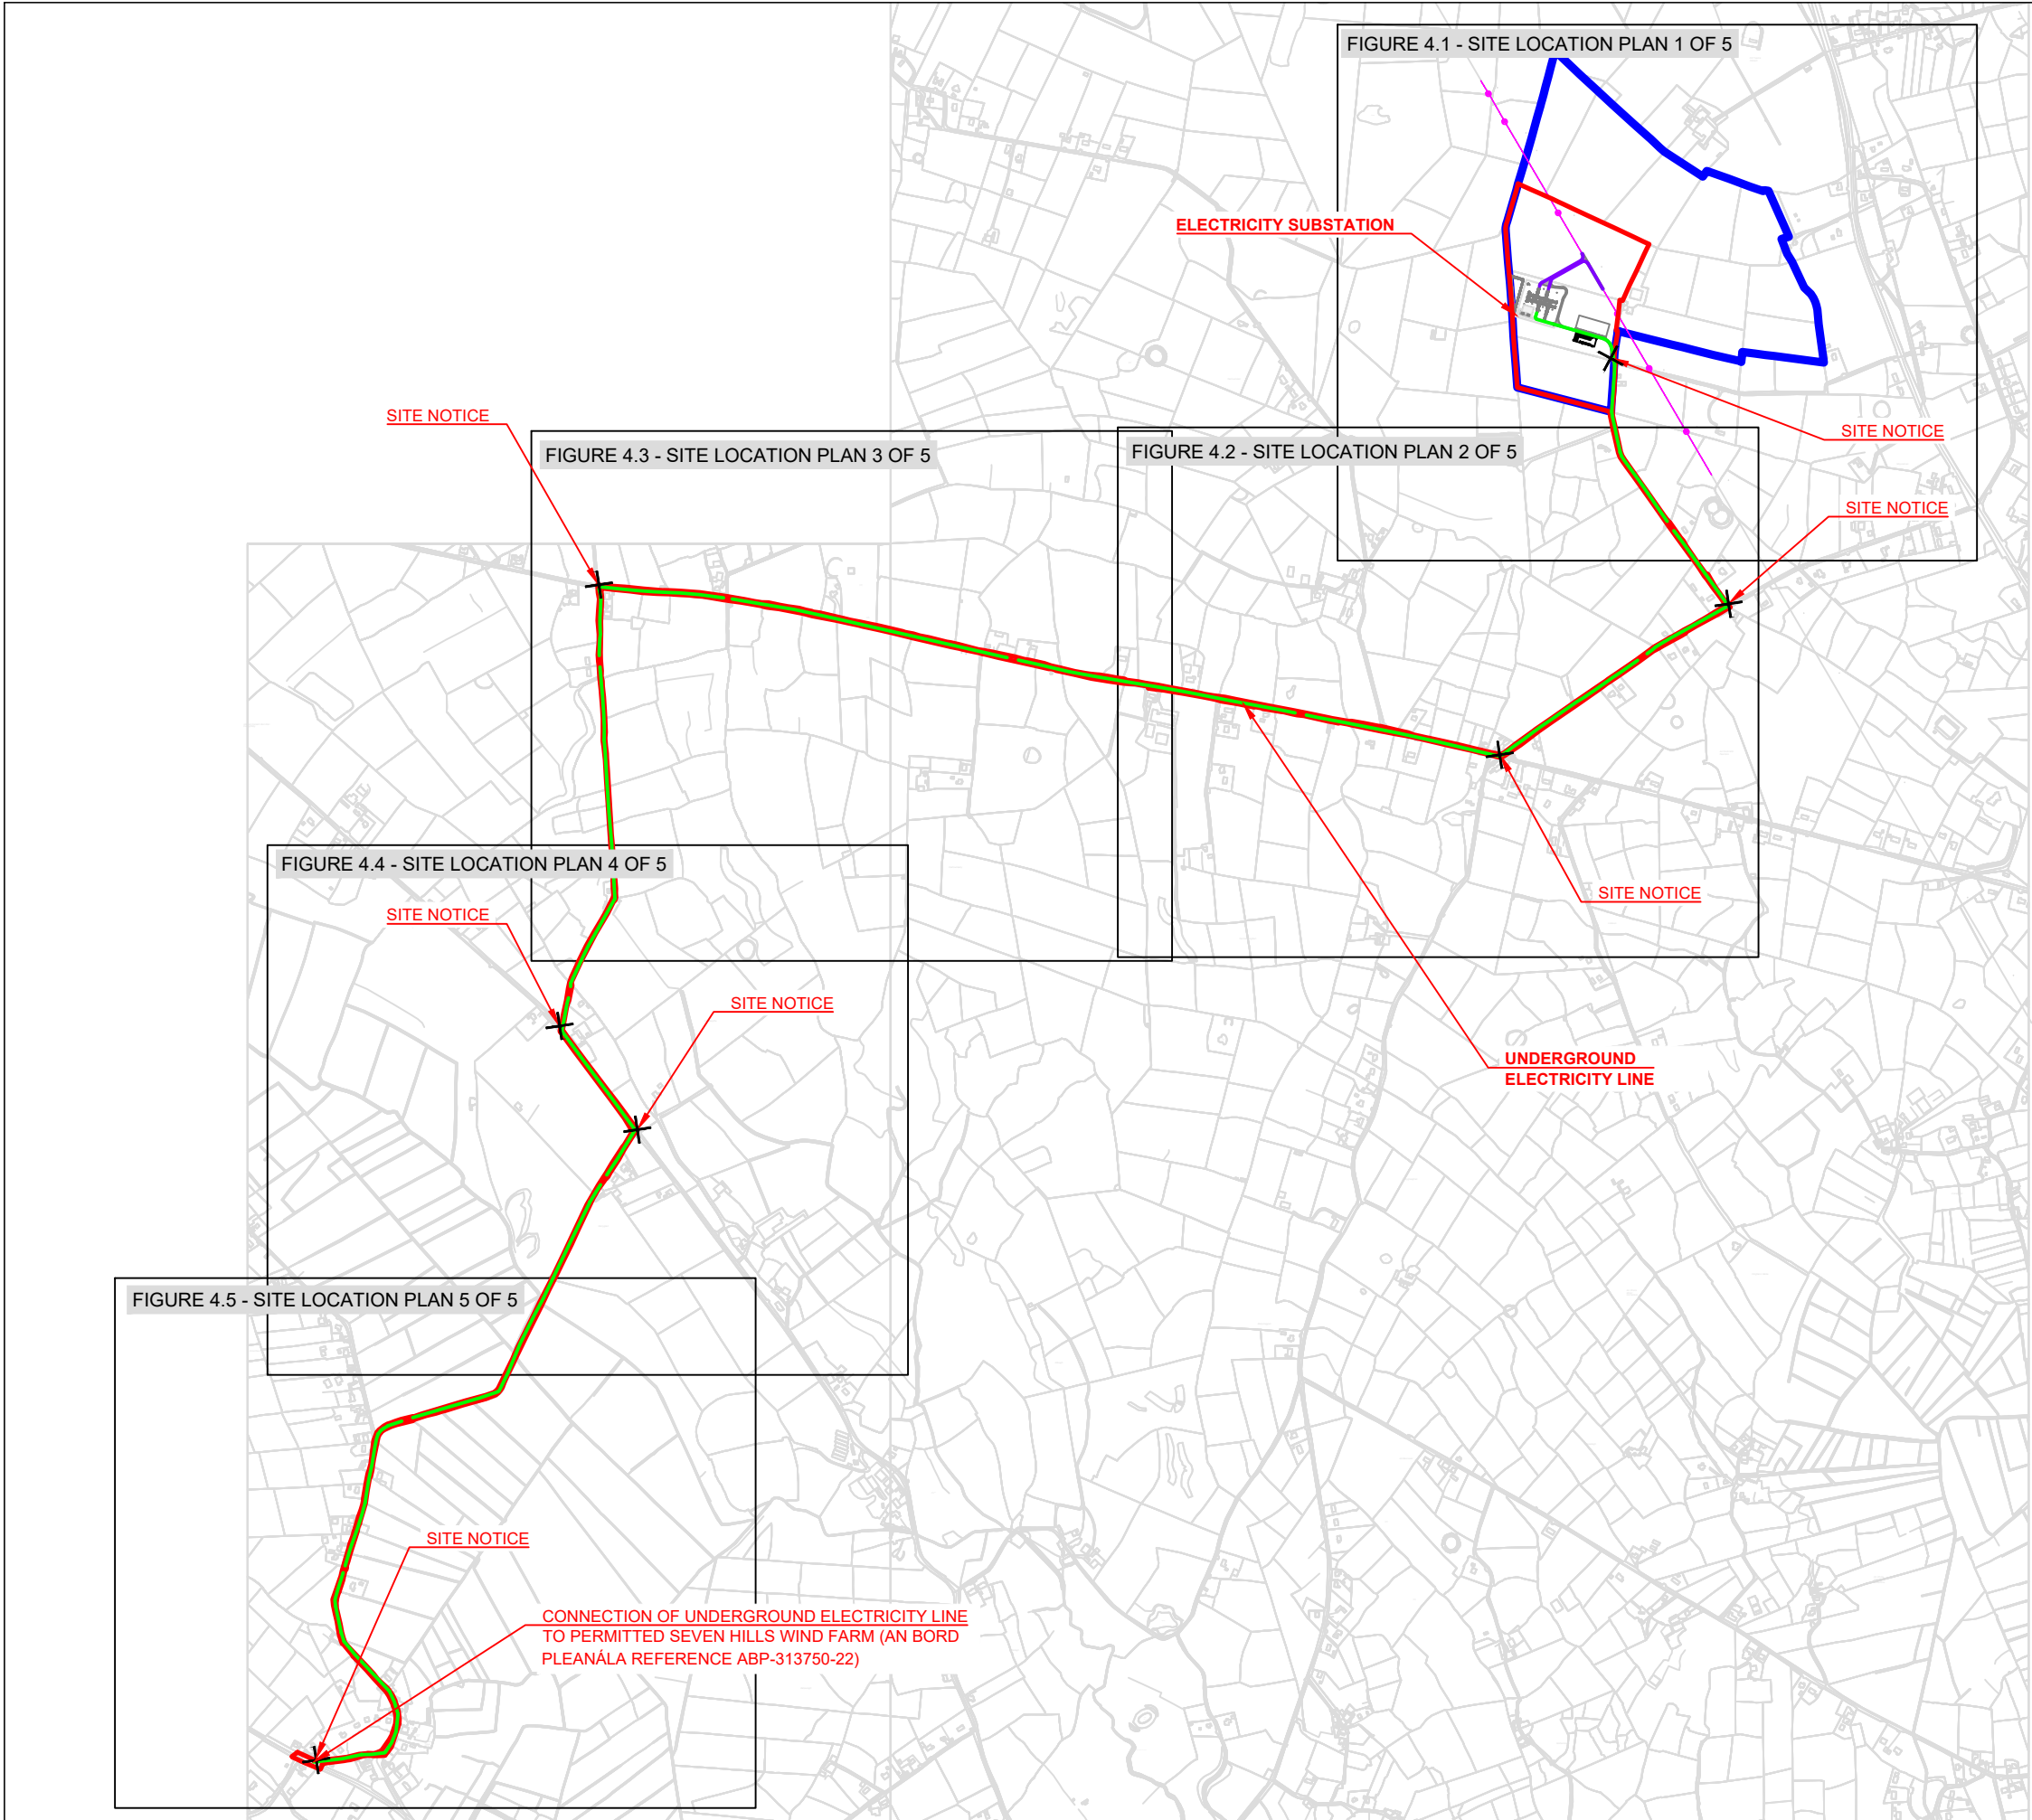 FIGURE 4.1 - SITE LOCATION PLAN 1 OF 5
ELECTRICITY SUBSTATION
SITE NOTICE
SITE NOTICE
FIGURE 4.3 - SITE LOCATION PLAN 3 OF 5
FIGURE 4.2 - SITE LOCATION PLAN 2 OF 5
SITE NOTICE
FIGURE 4.4 - SITE LOCATION PLAN 4 OF 5
SITE NOTICE
SITE NOTICE
SITE NOTICE
UNDERGROUND
ELECTRICITY LINE
FIGURE 4.5 - SITE LOCATION PLAN 5 OF 5
SITE NOTICE
CONNECTION OF UNDERGROUND ELECTRICITY LINE
TO PERMITTED SEVEN HILLS WIND FARM (AN BORD
PLEANÁLA REFERENCE ABP-313750-22)